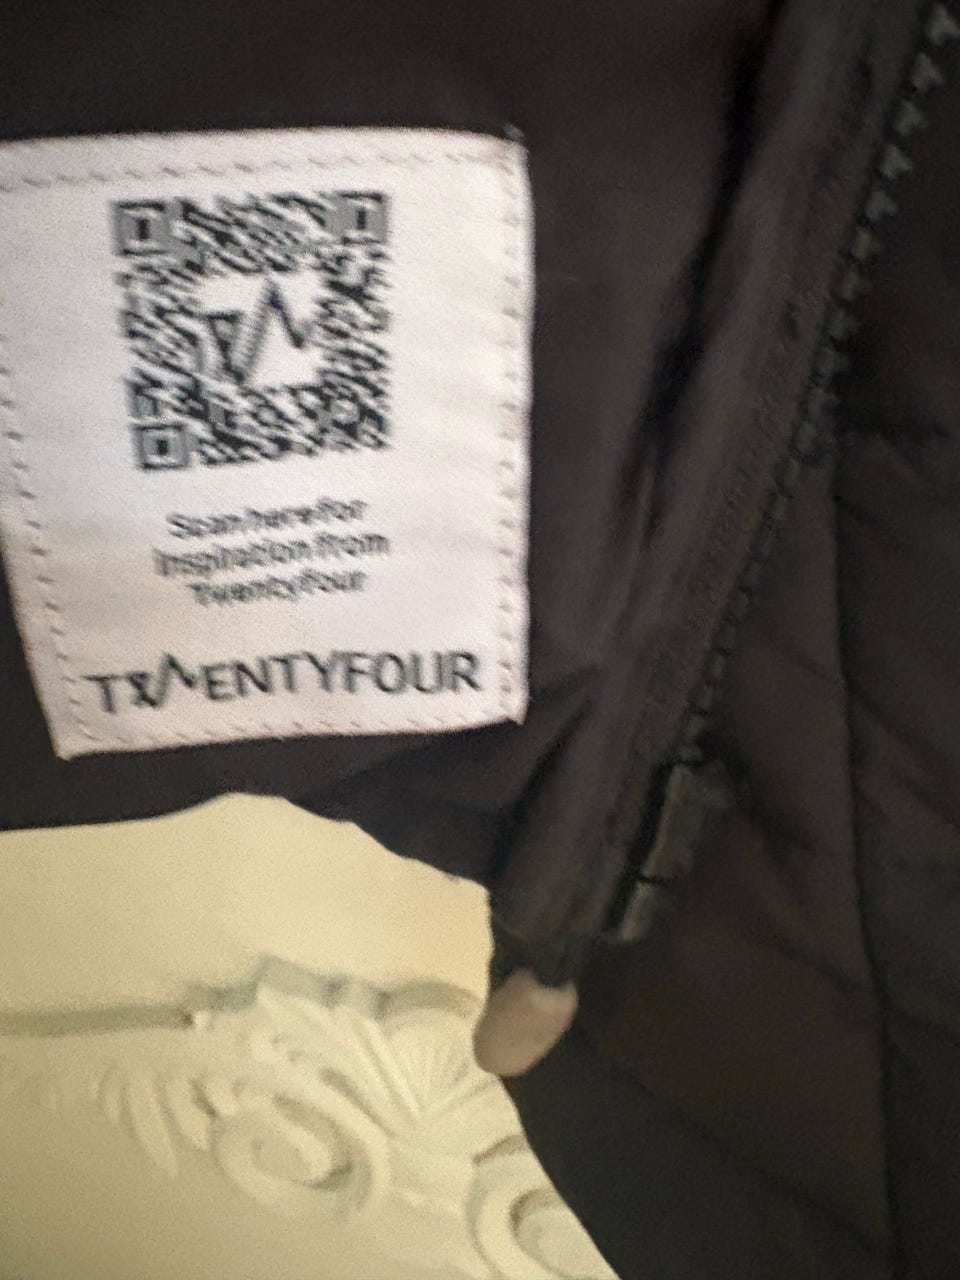 Scan here for
inspiration from
Twentyfour
TWENTYFOUR